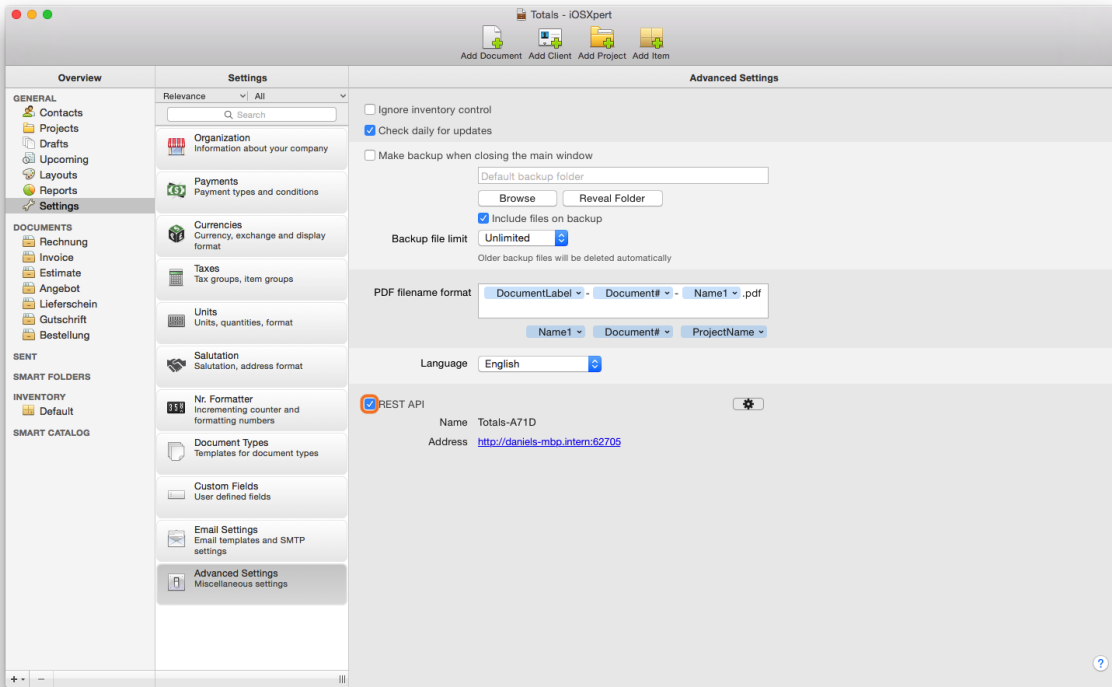 Totals - iOSXpert
Add Document Add Client Add Project Add Item
Overview
Settings
Advanced Settings
GENERAL
Contacts
Projects
Drafts
Upcoming
Layouts
Reports
Settings
DOCUMENTS
Rechnung
Invoice
Estimate
Angebot
Lieferschein
Gutschrift
Bestellung
SENT
SMART FOLDERS
INVENTORY
Default
SMART CATALOG
Relevance All
Search
Organization
Information about your company
Payments
Payment types and conditions
Currencies
Currency, exchange and display
format
Taxes
Tax groups, item groups
Units
Units, quantities, format
Salutation
Salutation, address format
Nr. Formatter
Incrementing counter and
formatting numbers
Document Types
Templates for document types
Custom Fields
User defined fields
Email Settings
Email templates and SMTP
settings
Advanced Settings
Miscellaneous settings
Ignore inventory control
Check daily for updates
Make backup when closing the main window
Default backup folder
Browse Reveal Folder
Include files on backup
Backup file limit Unlimited
Older backup files will be deleted automatically
PDF filename format DocumentLabel - Document# - Name1 .pdf
Name1 Document# ProjectName
Language English
REST API
Name Totals-A71D
Address http://daniels-mbp.intern:62705
?